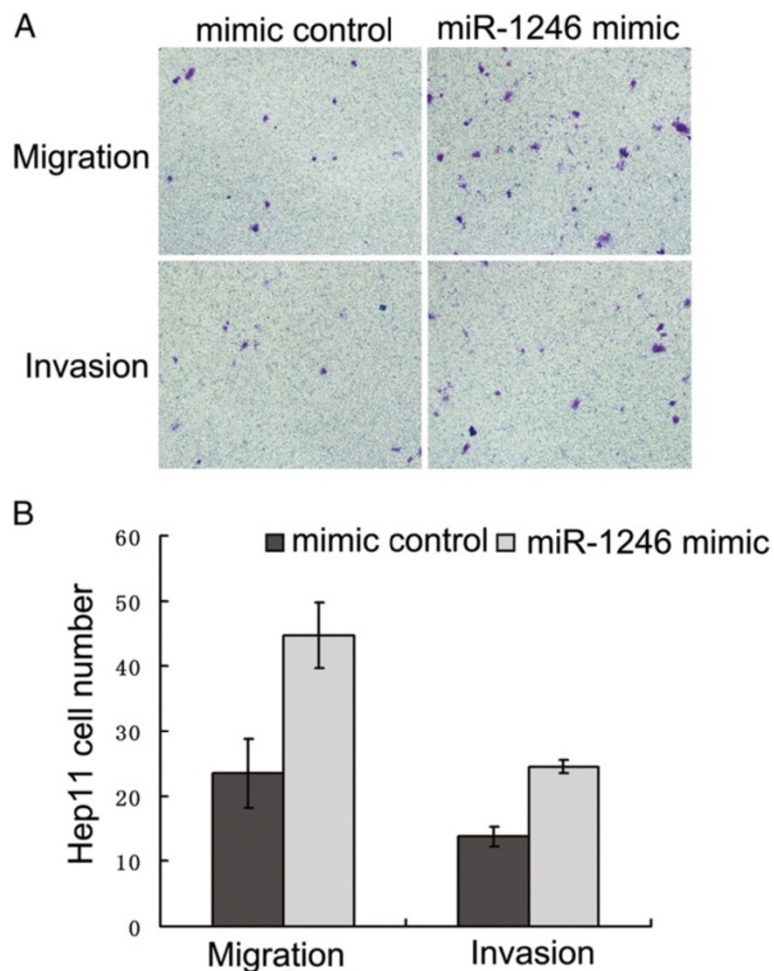 A
mimic control miR-1246 mimic
Migration
Invasion
B
mimic control miR-1246 mimic
Hep11 cell number
60
50
40
30
20
10
0
Migration Invasion